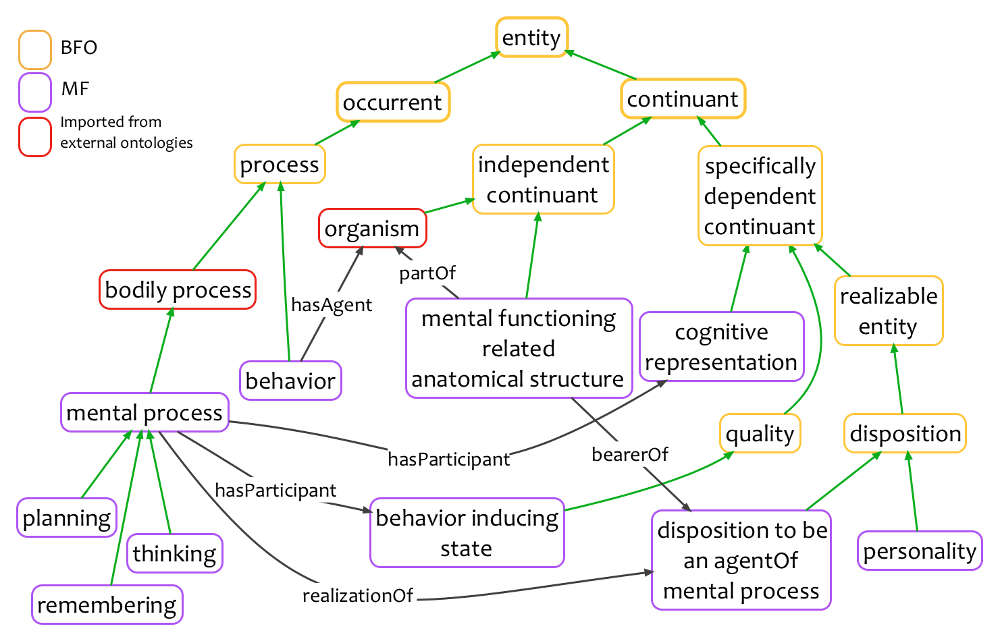 entity
BFO
MF
Imported from
external ontologies
occurrent
continuant
process
independent
continuant
specifically
dependent
continuant
organism
partOf
bodily process
hasAgent
mental functioning
related
anatomical structure
cognitive
representation
realizable
entity
behavior
mental process
hasParticipant
bearerOf
quality
disposition
hasParticipant
planning
thinking
remembering
behavior inducing
state
realizationOf
disposition to be
an agentOf
mental process
personality